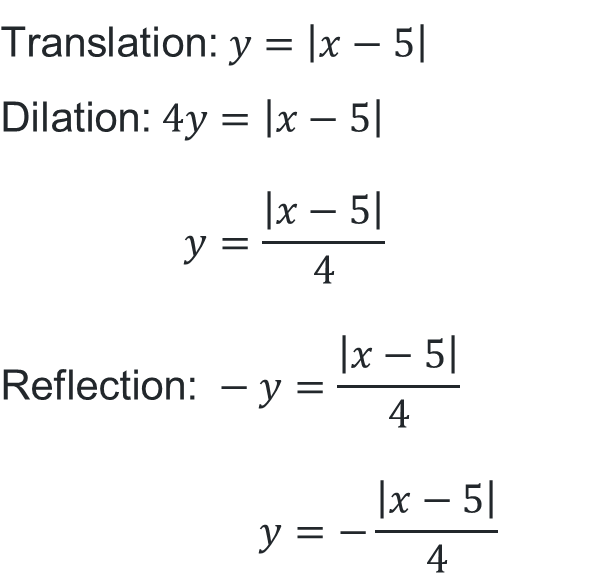 Translation: y = |x − 5|
Dilation: 4y = |x − 5|
y = |x − 5| / 4
Reflection: − y = |x − 5| / 4
y = − |x − 5| / 4